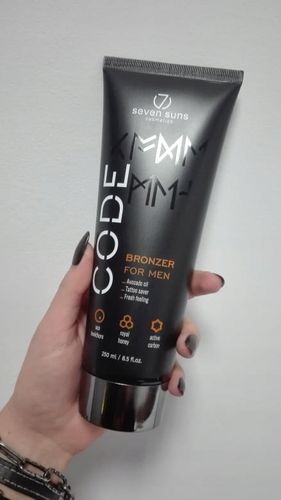 seven suns
cosmetics
CODE
BRONZER
FOR MEN
... Avocado oil
... Tattoo saver
... Fresh feeling
royal
honey
active
carbon
250 ml / 8.5 fl.oz.